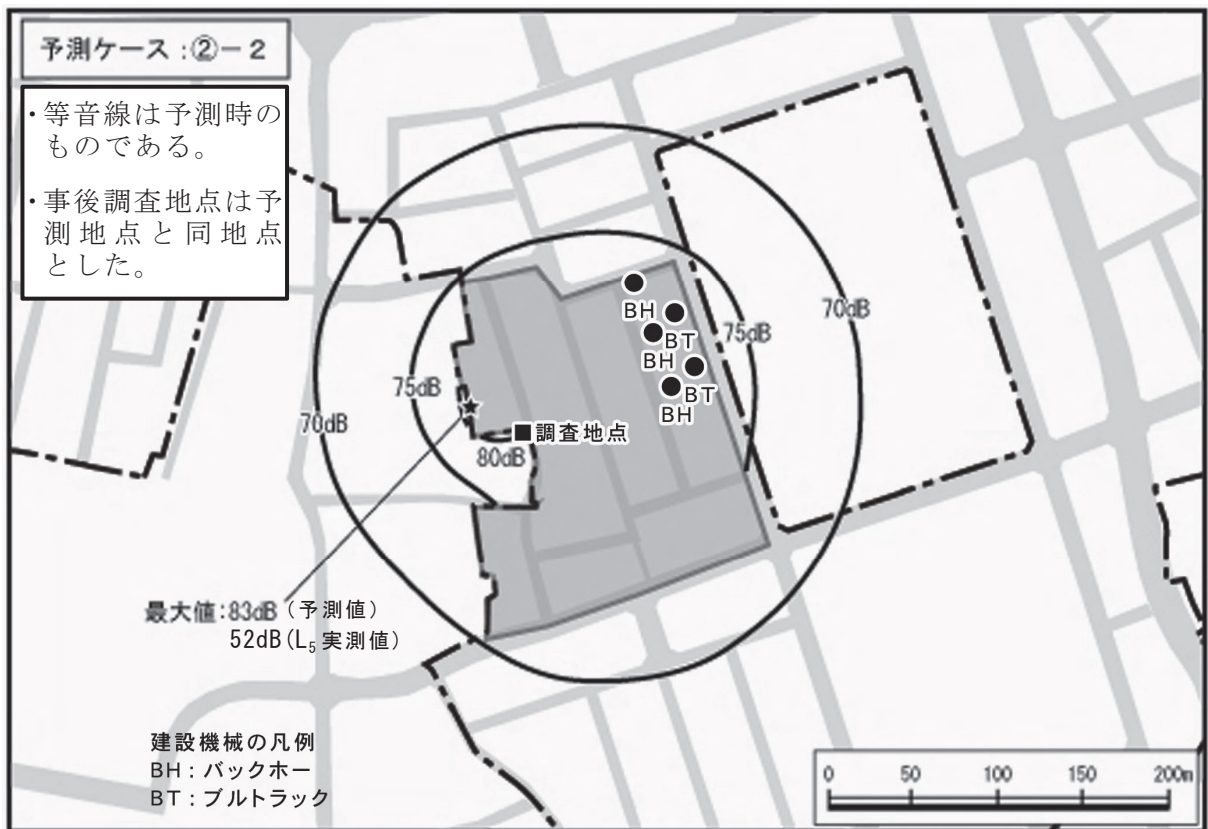 予測ケース:②-2
・等音線は予測時の
ものである。
・事後調査地点は予
測地点と同地点
とした。
BH
BT
BH
BT
BH
70dB
75dB
75dB
70dB
80dB
★
■調査地点
最大値:83dB(予測値)
52dB(L₅実測値)
建設機械の凡例
BH:バックホー
BT:ブルトラック
0 50 100 150 200m